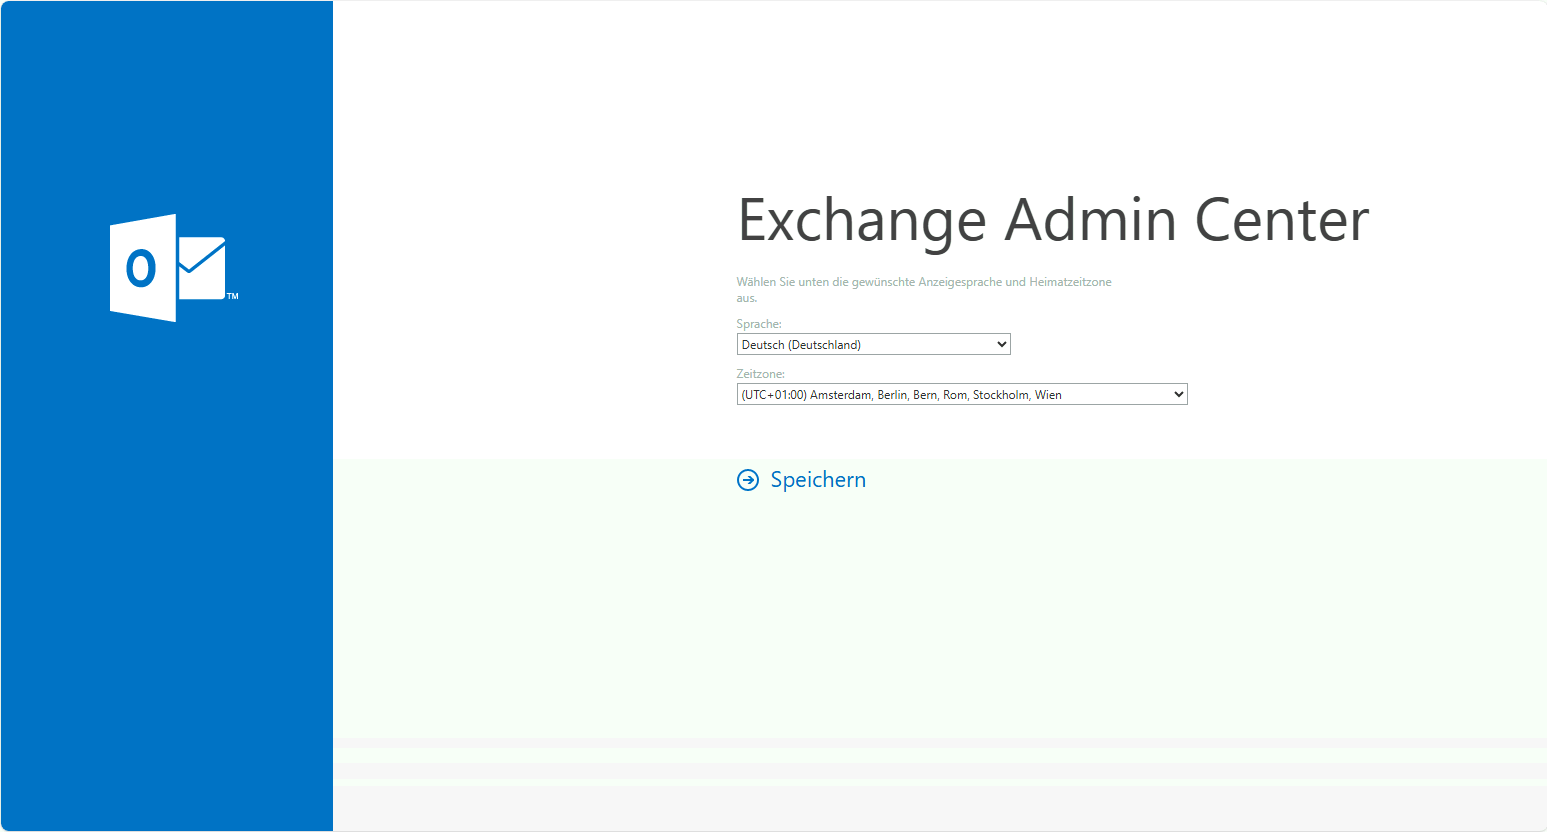 Exchange Admin Center
Wählen Sie unten die gewünschte Anzeigesprache und Heimatzeitzone
aus.
Sprache:
Deutsch (Deutschland)
Zeitzone:
(UTC+01:00) Amsterdam, Berlin, Bern, Rom, Stockholm, Wien
Speichern
O
TM